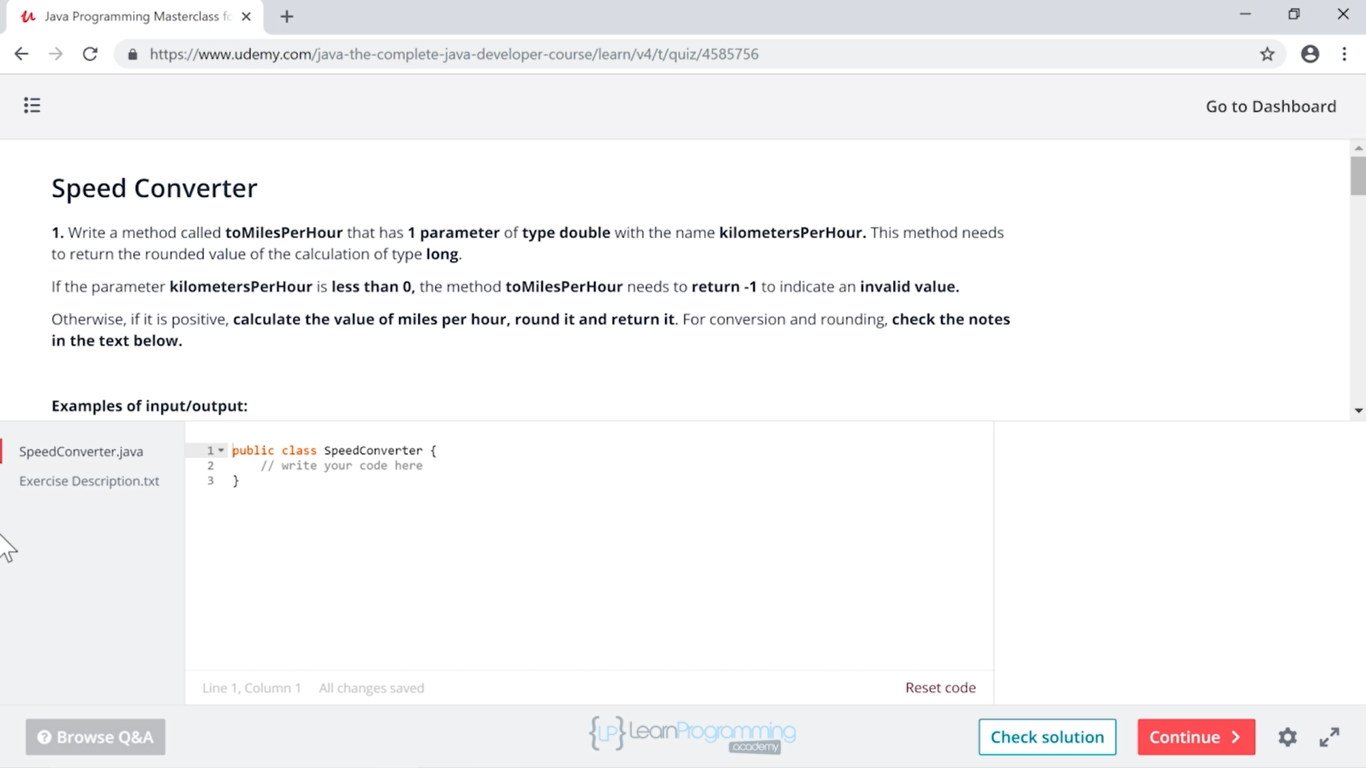 Java Programming Masterclass fo
https://www.udemy.com/java-the-complete-java-developer-course/learn/v4/t/quiz/4585756
Go to Dashboard
Speed Converter
1. Write a method called toMilesPerHour that has 1 parameter of type double with the name kilometersPerHour. This method needs
to return the rounded value of the calculation of type long.
If the parameter kilometersPerHour is less than 0, the method toMilesPerHour needs to return -1 to indicate an invalid value.
Otherwise, if it is positive, calculate the value of miles per hour, round it and return it. For conversion and rounding, check the notes
in the text below.
Examples of input/output:
SpeedConverter.java
Exercise Description.txt
1 public class SpeedConverter {
2 // write your code here
3 }
Line 1, Column 1 All changes saved
Reset code
Browse Q&A
{LP} LearnProgramming
.academy
Check solution
Continue